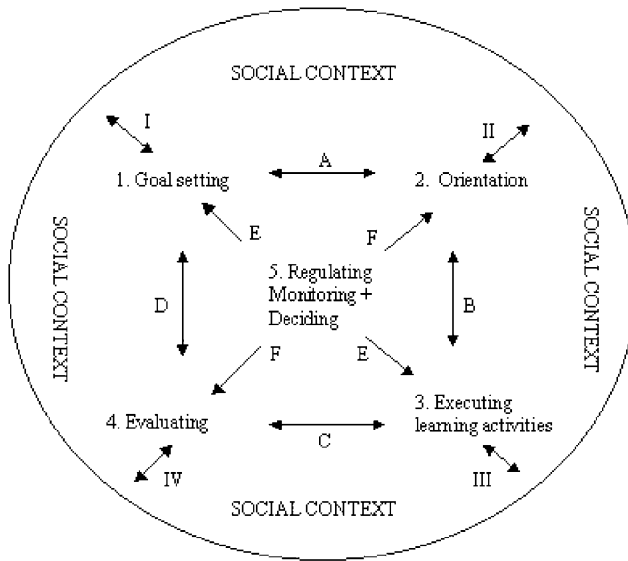 SOCIAL CONTEXT
I
II
A
1. Goal setting
2. Orientation
E
F
SOCIAL CONTEXT
SOCIAL CONTEXT
5. Regulating
Monitoring +
Deciding
D
B
F
E
3. Executing
learning activities
4. Evaluating
C
IV
III
SOCIAL CONTEXT